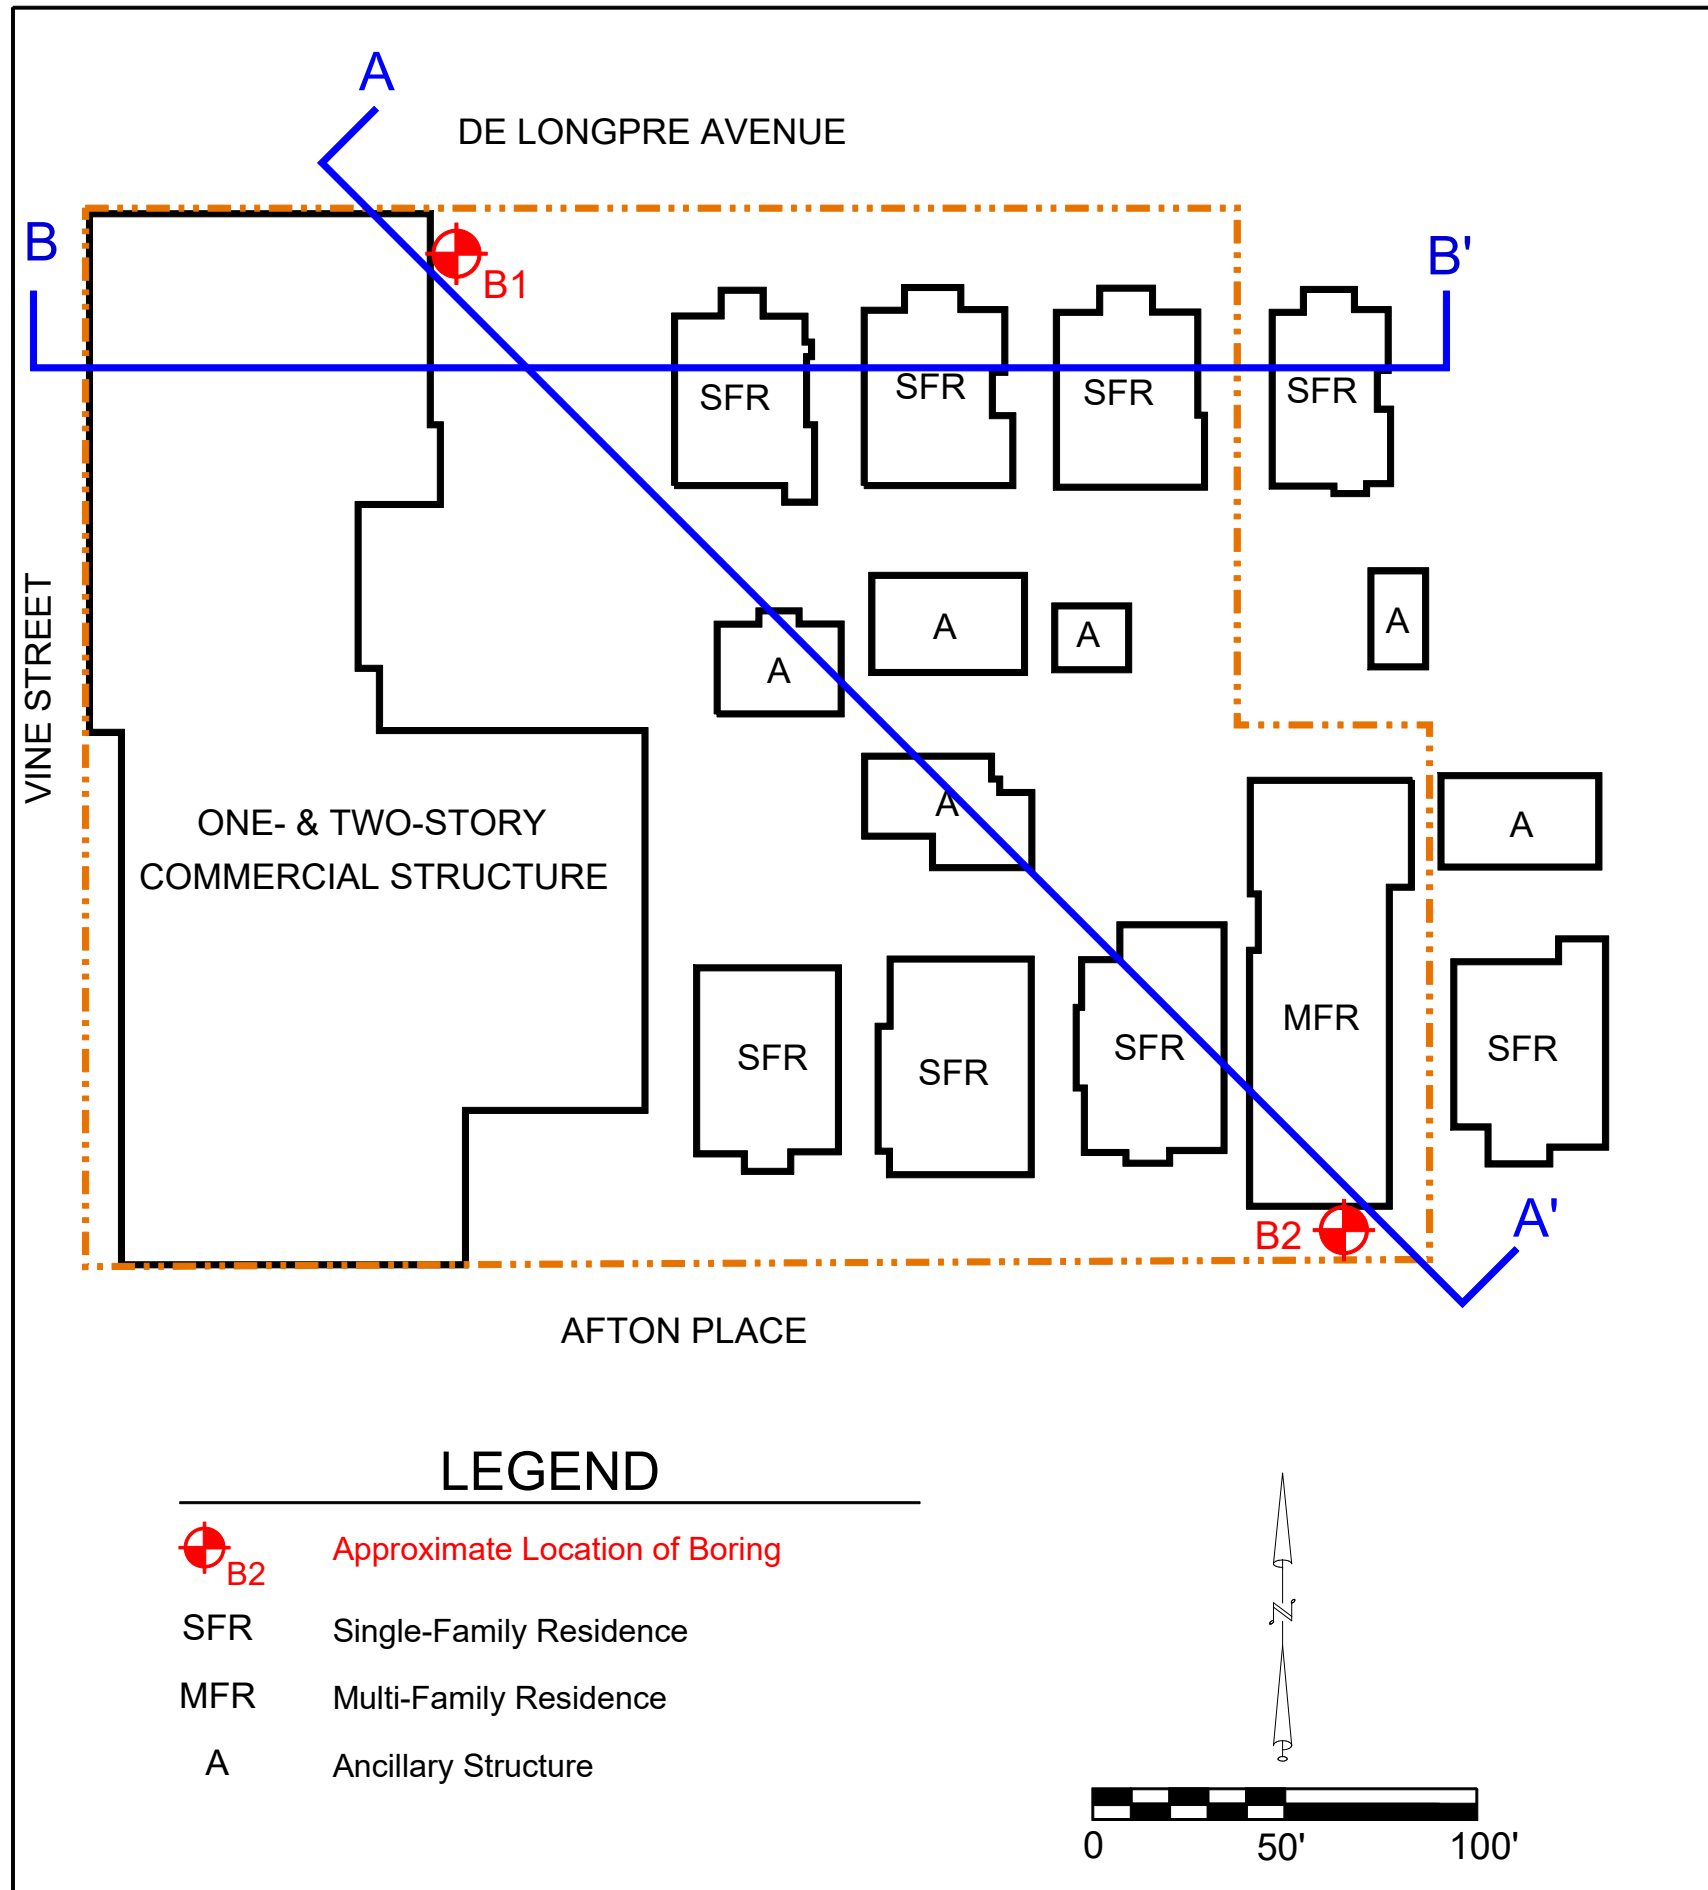 A
DE LONGPRE AVENUE
B
B'
B1
SFR
SFR
SFR
SFR
VINE STREET
A
A
A
A
A
ONE- & TWO-STORY
COMMERCIAL STRUCTURE
A
A
MFR
SFR
SFR
SFR
SFR
A'
B2
AFTON PLACE
LEGEND
B2 Approximate Location of Boring
SFR Single-Family Residence
MFR Multi-Family Residence
A Ancillary Structure
N
0 50' 100'